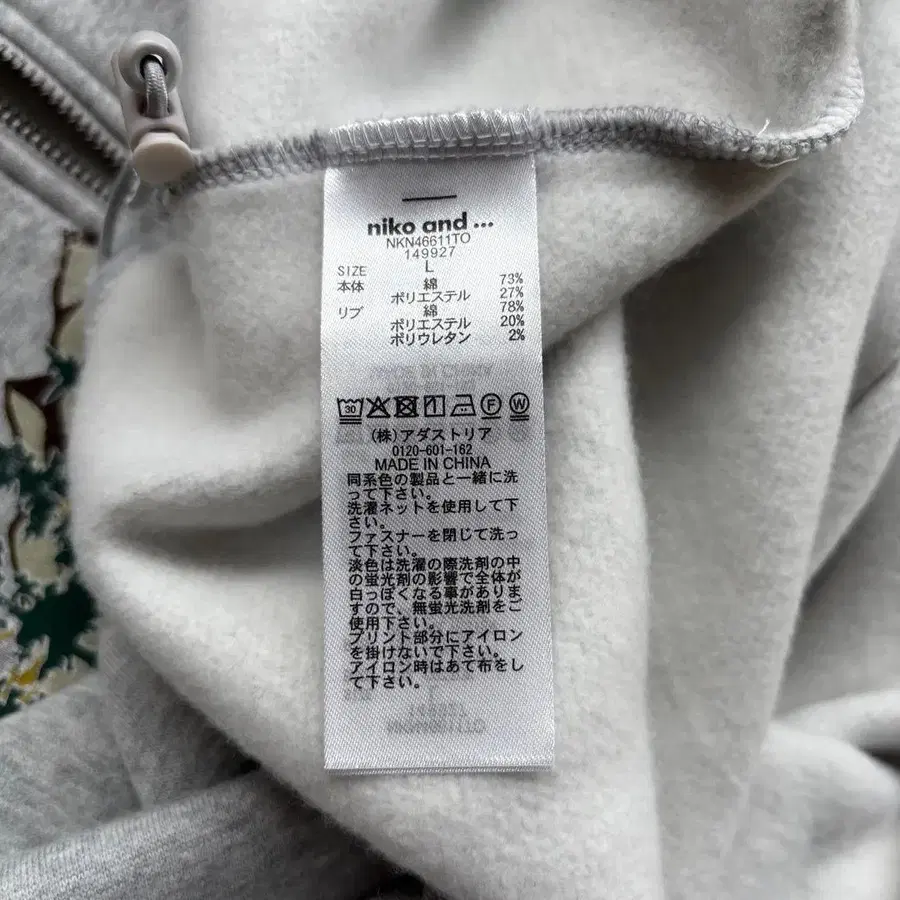 niko and ...
NKN46611TO
149927
SIZE L
本体 綿 73%
ポリエステル 27%
リブ 綿 78%
ポリエステル 20%
ポリウレタン 2%
30 F W
(株)アダストリア
0120-601-162
MADE IN CHINA
同系色の製品と一緒に洗
って下さい。
洗濯ネットを使用して下
さい。
ファスナーを閉じて洗っ
て下さい。
淡色は洗濯の際洗剤の中
の蛍光剤の影響で全体が
白っぽくなる事がありま
すので、無蛍光洗剤をご
使用下さい。
プリント部分にアイロン
を掛けないで下さい。
アイロン時はあて布をし
て下さい。